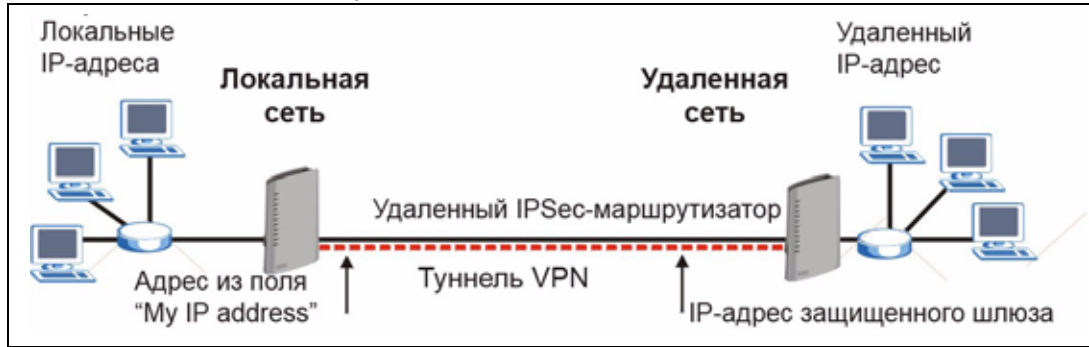 Локальные
IP-адреса
Локальная
сеть
Удаленная
сеть
Удаленный
IP-адрес
Удаленный IPSec-маршрутизатор
Туннель VPN
Адрес из поля
“My IP address”
IP-адрес защищенного шлюза